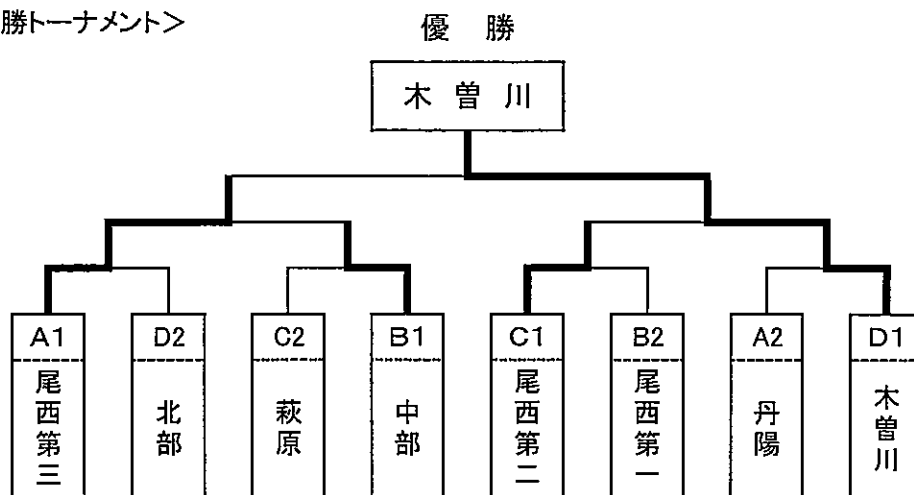 勝トーナメント>
優 勝
木 曽 川
A1 D2 C2 B1 C1 B2 A2 D1
尾西第三 北部 萩原 中部 尾西第二 尾西第一 丹陽 木曽川